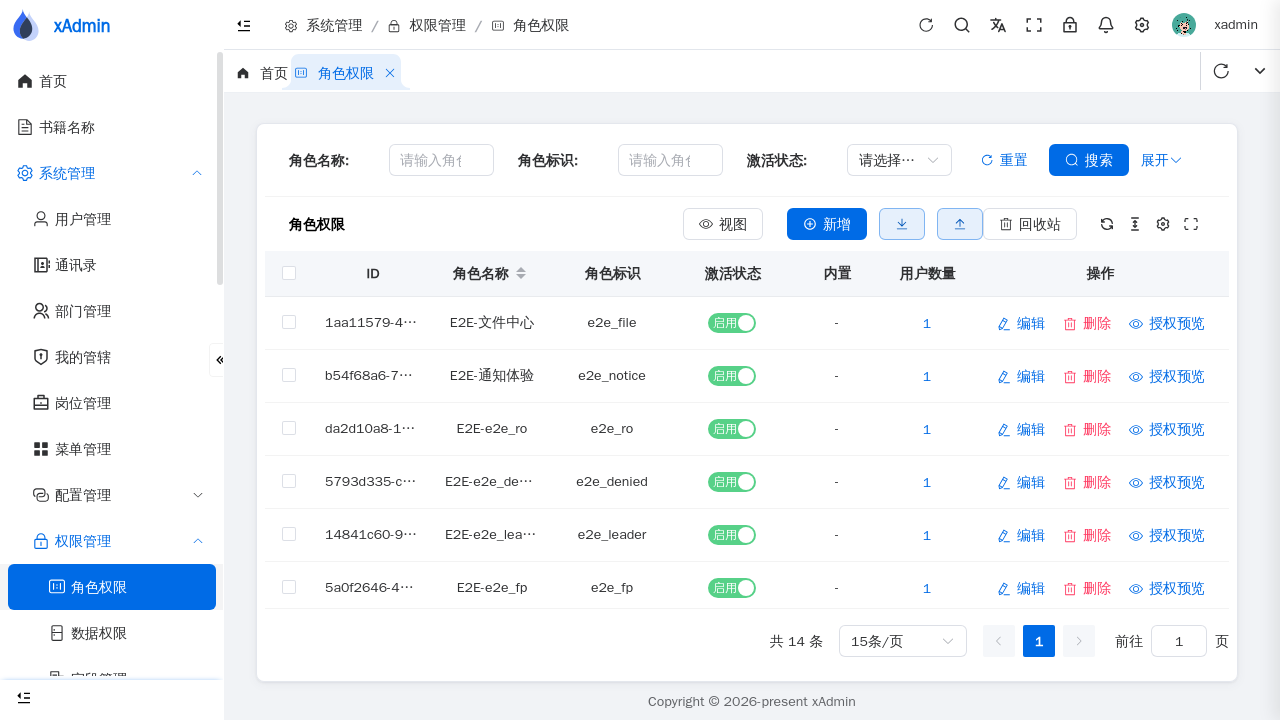 xAdmin
系统管理 / 权限管理 / 角色权限
xadmin
首页
书籍名称
系统管理
用户管理
通讯录
部门管理
我的管辖
岗位管理
菜单管理
配置管理
权限管理
角色权限
数据权限
字段管理
首页 角色权限
角色名称: 请输入角色 角色标识: 请输入角色 激活状态: 请选择… 重置 搜索 展开
角色权限 视图 新增 回收站
ID 角色名称 角色标识 激活状态 内置 用户数量 操作
1aa11579-4… E2E-文件中心 e2e_file 启用 - 1 编辑 删除 授权预览
b54f68a6-7… E2E-通知体验 e2e_notice 启用 - 1 编辑 删除 授权预览
da2d10a8-1… E2E-e2e_ro e2e_ro 启用 - 1 编辑 删除 授权预览
5793d335-c… E2E-e2e_de… e2e_denied 启用 - 1 编辑 删除 授权预览
14841c60-9… E2E-e2e_lea… e2e_leader 启用 - 1 编辑 删除 授权预览
5a0f2646-4… E2E-e2e_fp e2e_fp 启用 - 1 编辑 删除 授权预览
共 14 条 15条/页 1 前往 1 页
Copyright © 2026-present xAdmin